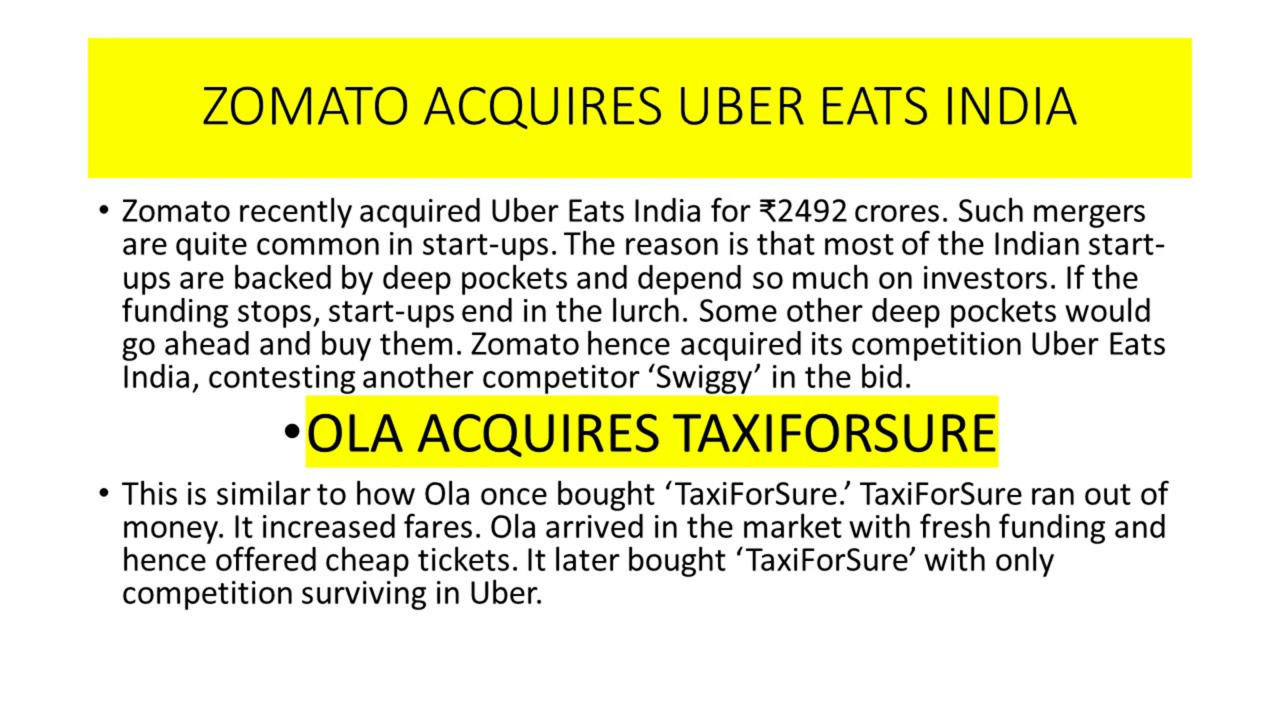 ZOMATO ACQUIRES UBER EATS INDIA
• Zomato recently acquired Uber Eats India for ₹2492 crores. Such mergers
are quite common in start-ups. The reason is that most of the Indian start-
ups are backed by deep pockets and depend so much on investors. If the
funding stops, start-ups end in the lurch. Some other deep pockets would
go ahead and buy them. Zomato hence acquired its competition Uber Eats
India, contesting another competitor ‘Swiggy’ in the bid.
•OLA ACQUIRES TAXIFORSURE
• This is similar to how Ola once bought ‘TaxiForSure.’ TaxiForSure ran out of
money. It increased fares. Ola arrived in the market with fresh funding and
hence offered cheap tickets. It later bought ‘TaxiForSure’ with only
competition surviving in Uber.